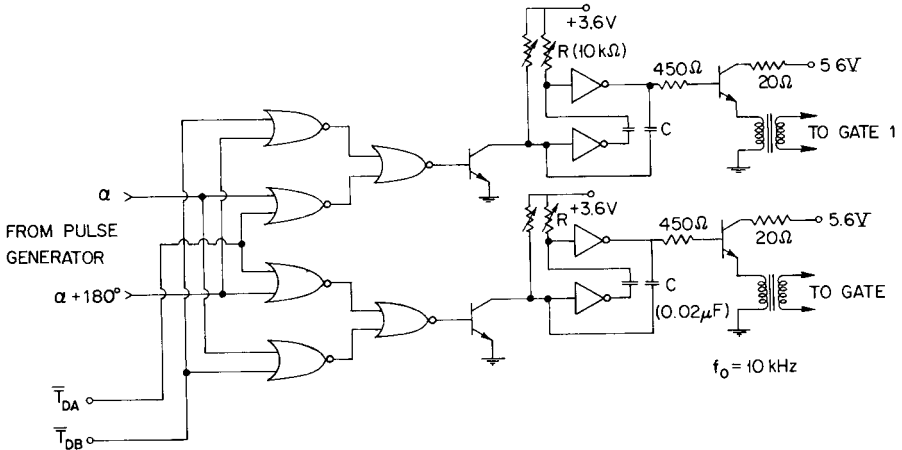 +3.6V
R (10kΩ)
450Ω
5.6V
20Ω
C
TO GATE 1
α
FROM PULSE
GENERATOR
α+180°
+3.6V
R
450Ω
5.6V
20Ω
C
(0.02μF)
TO GATE
f₀ = 10 kHz
T̅DA
T̅DB